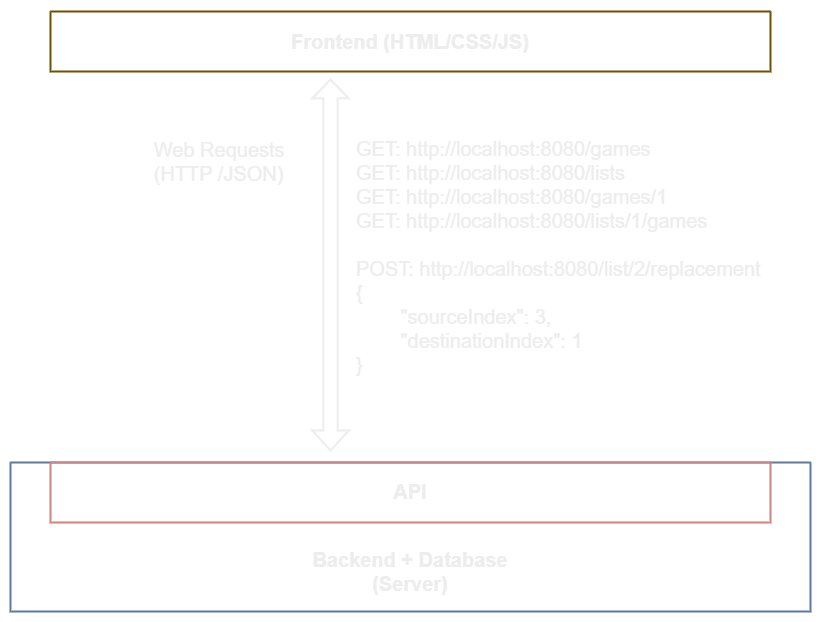 Frontend (HTML/CSS/JS)
Web Requests
(HTTP /JSON)
GET: http://localhost:8080/games
GET: http://localhost:8080/lists
GET: http://localhost:8080/games/1
GET: http://localhost:8080/lists/1/games
POST: http://localhost:8080/list/2/replacement
{
"sourceIndex": 3,
"destinationIndex": 1
}
API
Backend + Database
(Server)